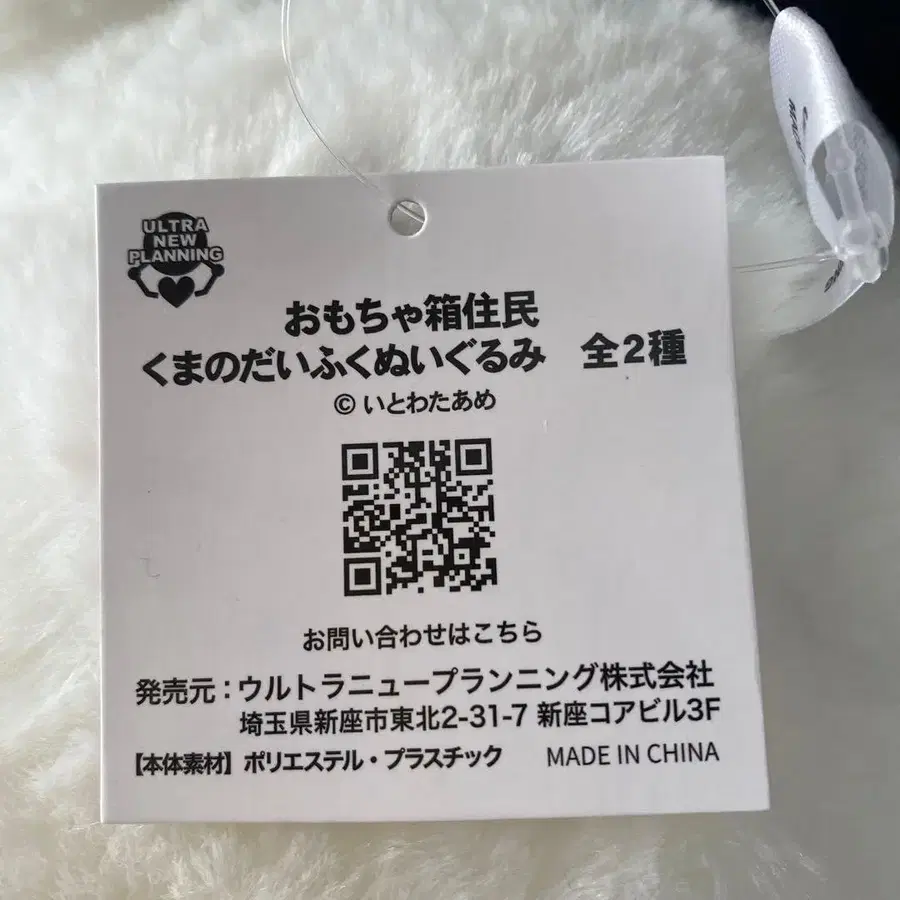 ULTRA
NEW
PLANNING
おもちゃ箱住民
くまのだいふくぬいぐるみ 全2種
© いとわたあめ
お問い合わせはこちら
発売元：ウルトラニュープランニング株式会社
埼玉県新座市東北2-31-7 新座コアビル3F
【本体素材】ポリエステル・プラスチック MADE IN CHINA